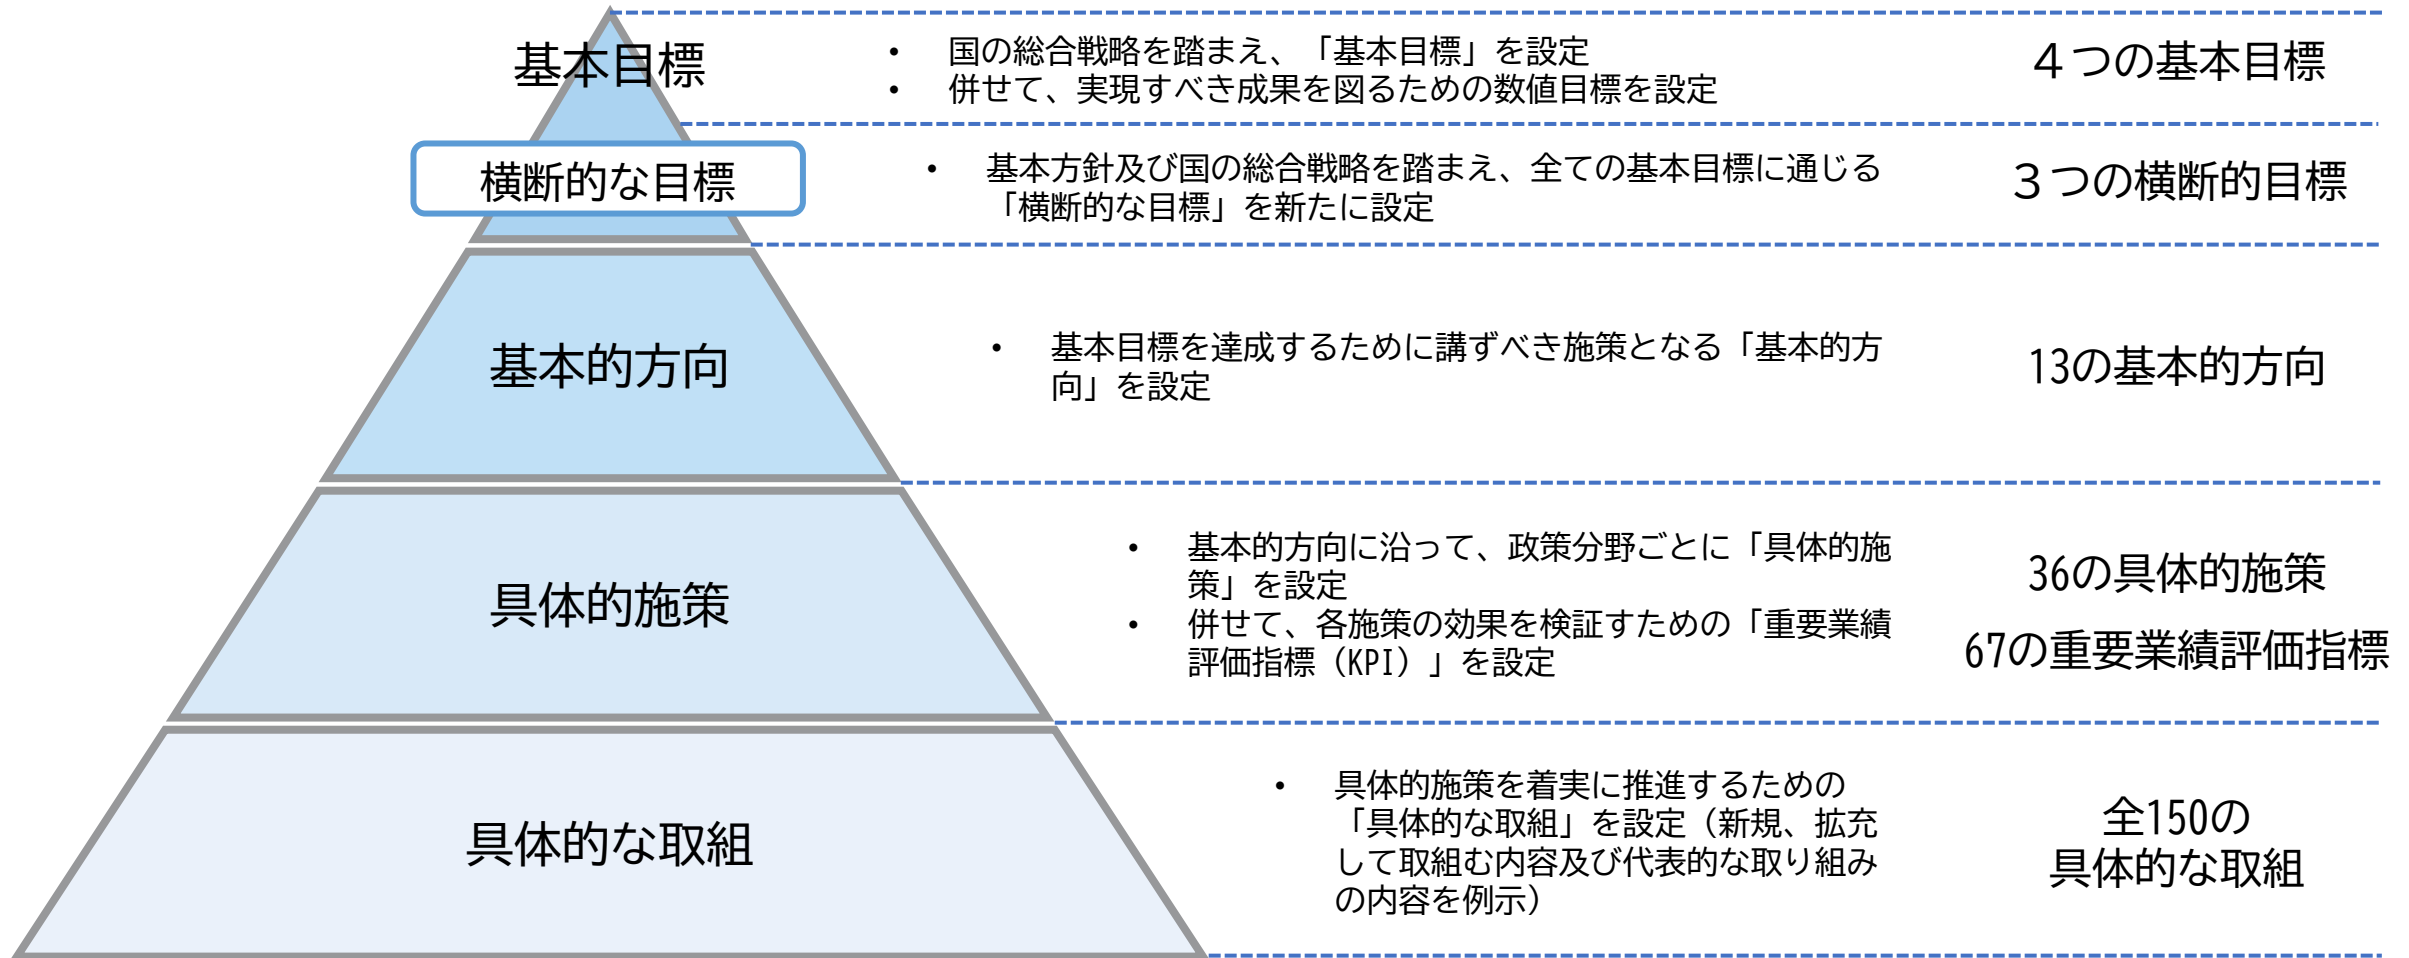 基本目標
• 国の総合戦略を踏まえ、「基本目標」を設定
• 併せて、実現すべき成果を図るための数値目標を設定
４つの基本目標
横断的な目標
• 基本方針及び国の総合戦略を踏まえ、全ての基本目標に通じる
「横断的な目標」を新たに設定
３つの横断的目標
基本的方向
• 基本目標を達成するために講ずべき施策となる「基本的方
向」を設定
13の基本的方向
具体的施策
• 基本的方向に沿って、政策分野ごとに「具体的施
策」を設定
• 併せて、各施策の効果を検証すための「重要業績
評価指標（KPI）」を設定
36の具体的施策
67の重要業績評価指標
具体的な取組
• 具体的施策を着実に推進するための
「具体的な取組」を設定（新規、拡充
して取組む内容及び代表的な取り組み
の内容を例示）
全150の
具体的な取組